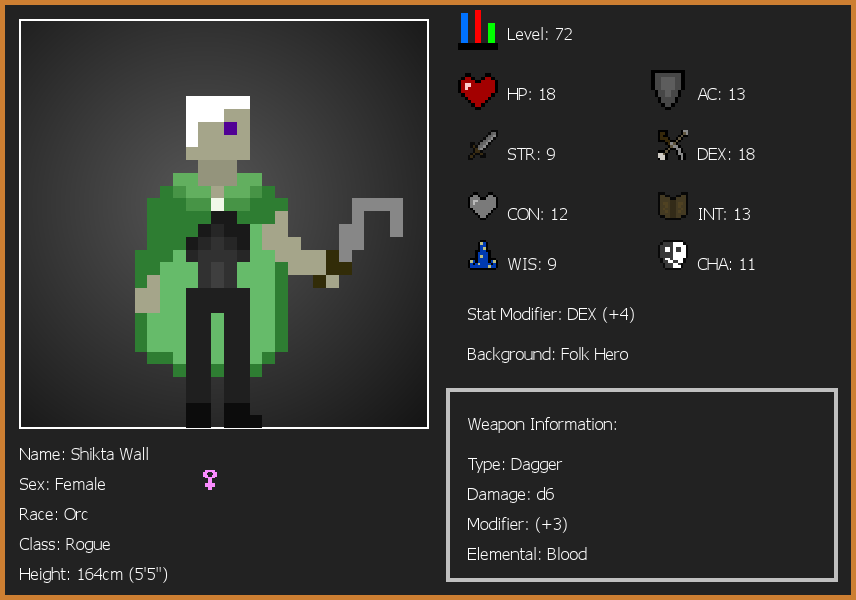 Level: 72
HP: 18
AC: 13
STR: 9
DEX: 18
CON: 12
INT: 13
WIS: 9
CHA: 11
Stat Modifier: DEX (+4)
Background: Folk Hero
Weapon Information:
Type: Dagger
Damage: d6
Modifier: (+3)
Elemental: Blood
Name: Shikta Wall
Sex: Female
Race: Orc
Class: Rogue
Height: 164cm (5'5")